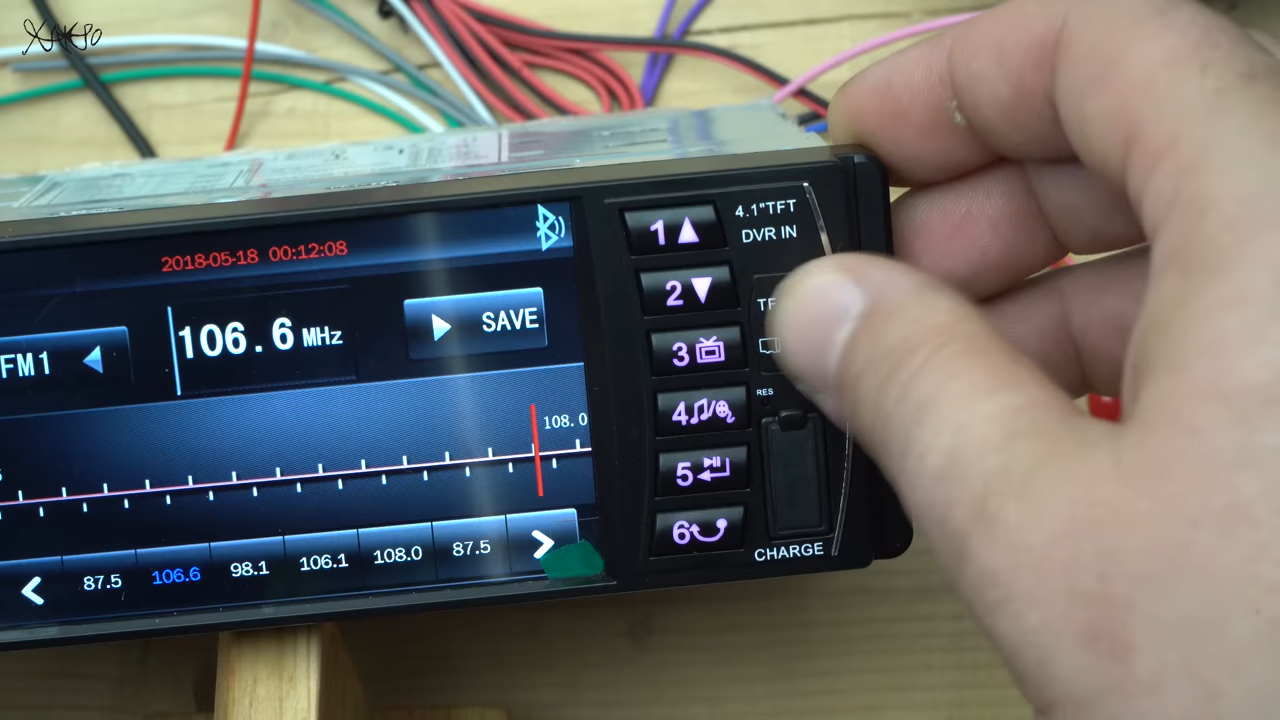 2018-05-18 00:12:08
FM1
106.6 MHz
SAVE
108.0
87.5
106.6
98.1
106.1
108.0
87.5
1
2
3
4
5
6
4.1"TFT
DVR IN
RES
CHARGE